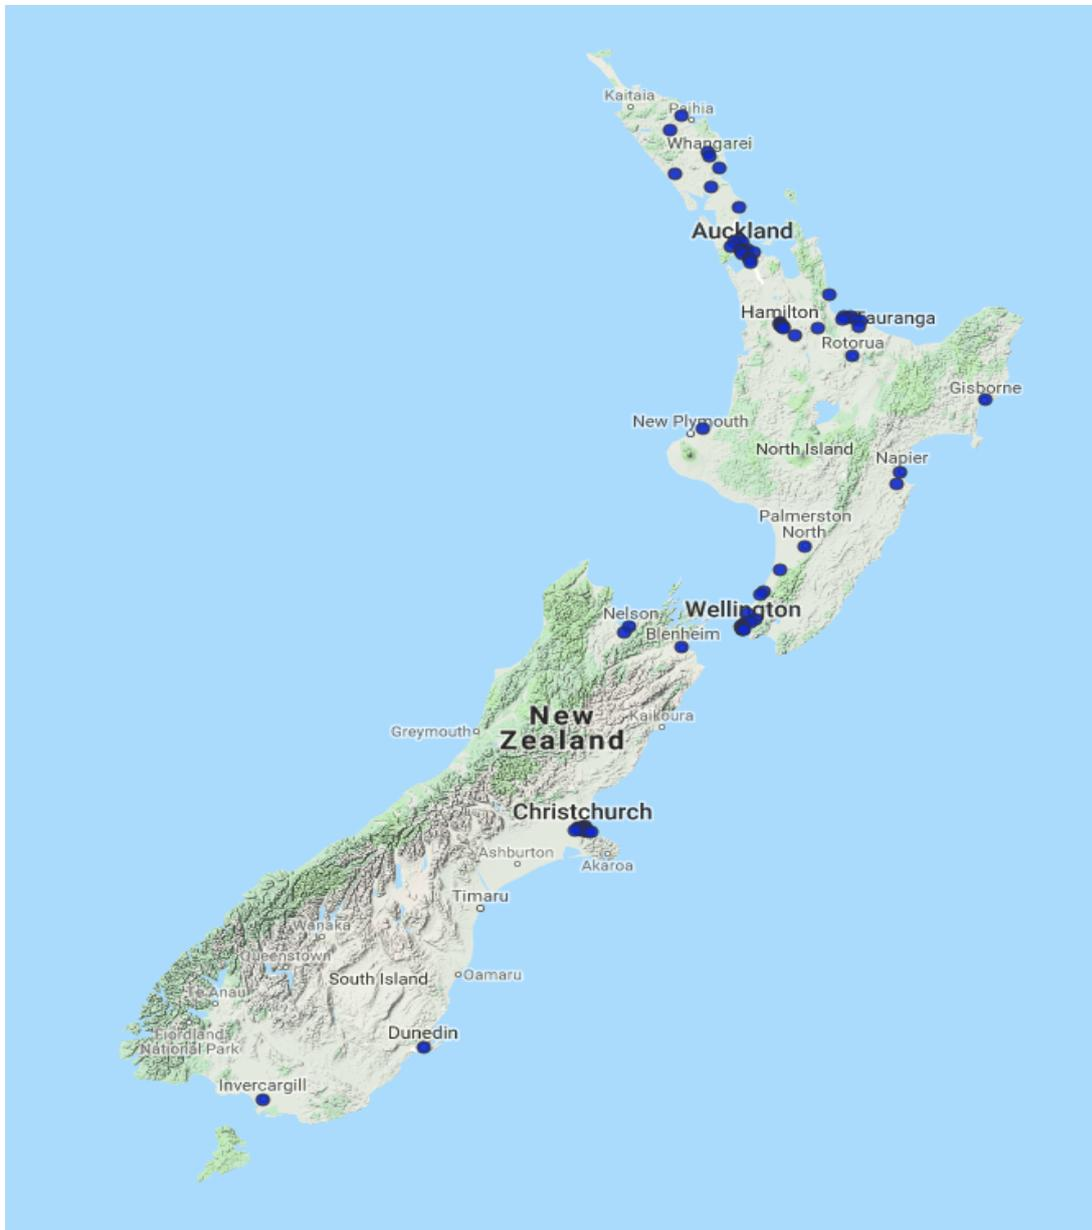 Kaitaia
Paihia
Whangarei
Auckland
Hamilton
Tauranga
Rotorua
Gisborne
New Plymouth
North Island
Napier
Palmerston
North
Wellington
Nelson
Blenheim
New
Zealand
Kaikoura
Greymouth
Christchurch
Ashburton
Akaroa
Timaru
Wanaka
Queenstown
South Island
Oamaru
Te Anau
Dunedin
Fiordland
National Park
Invercargill